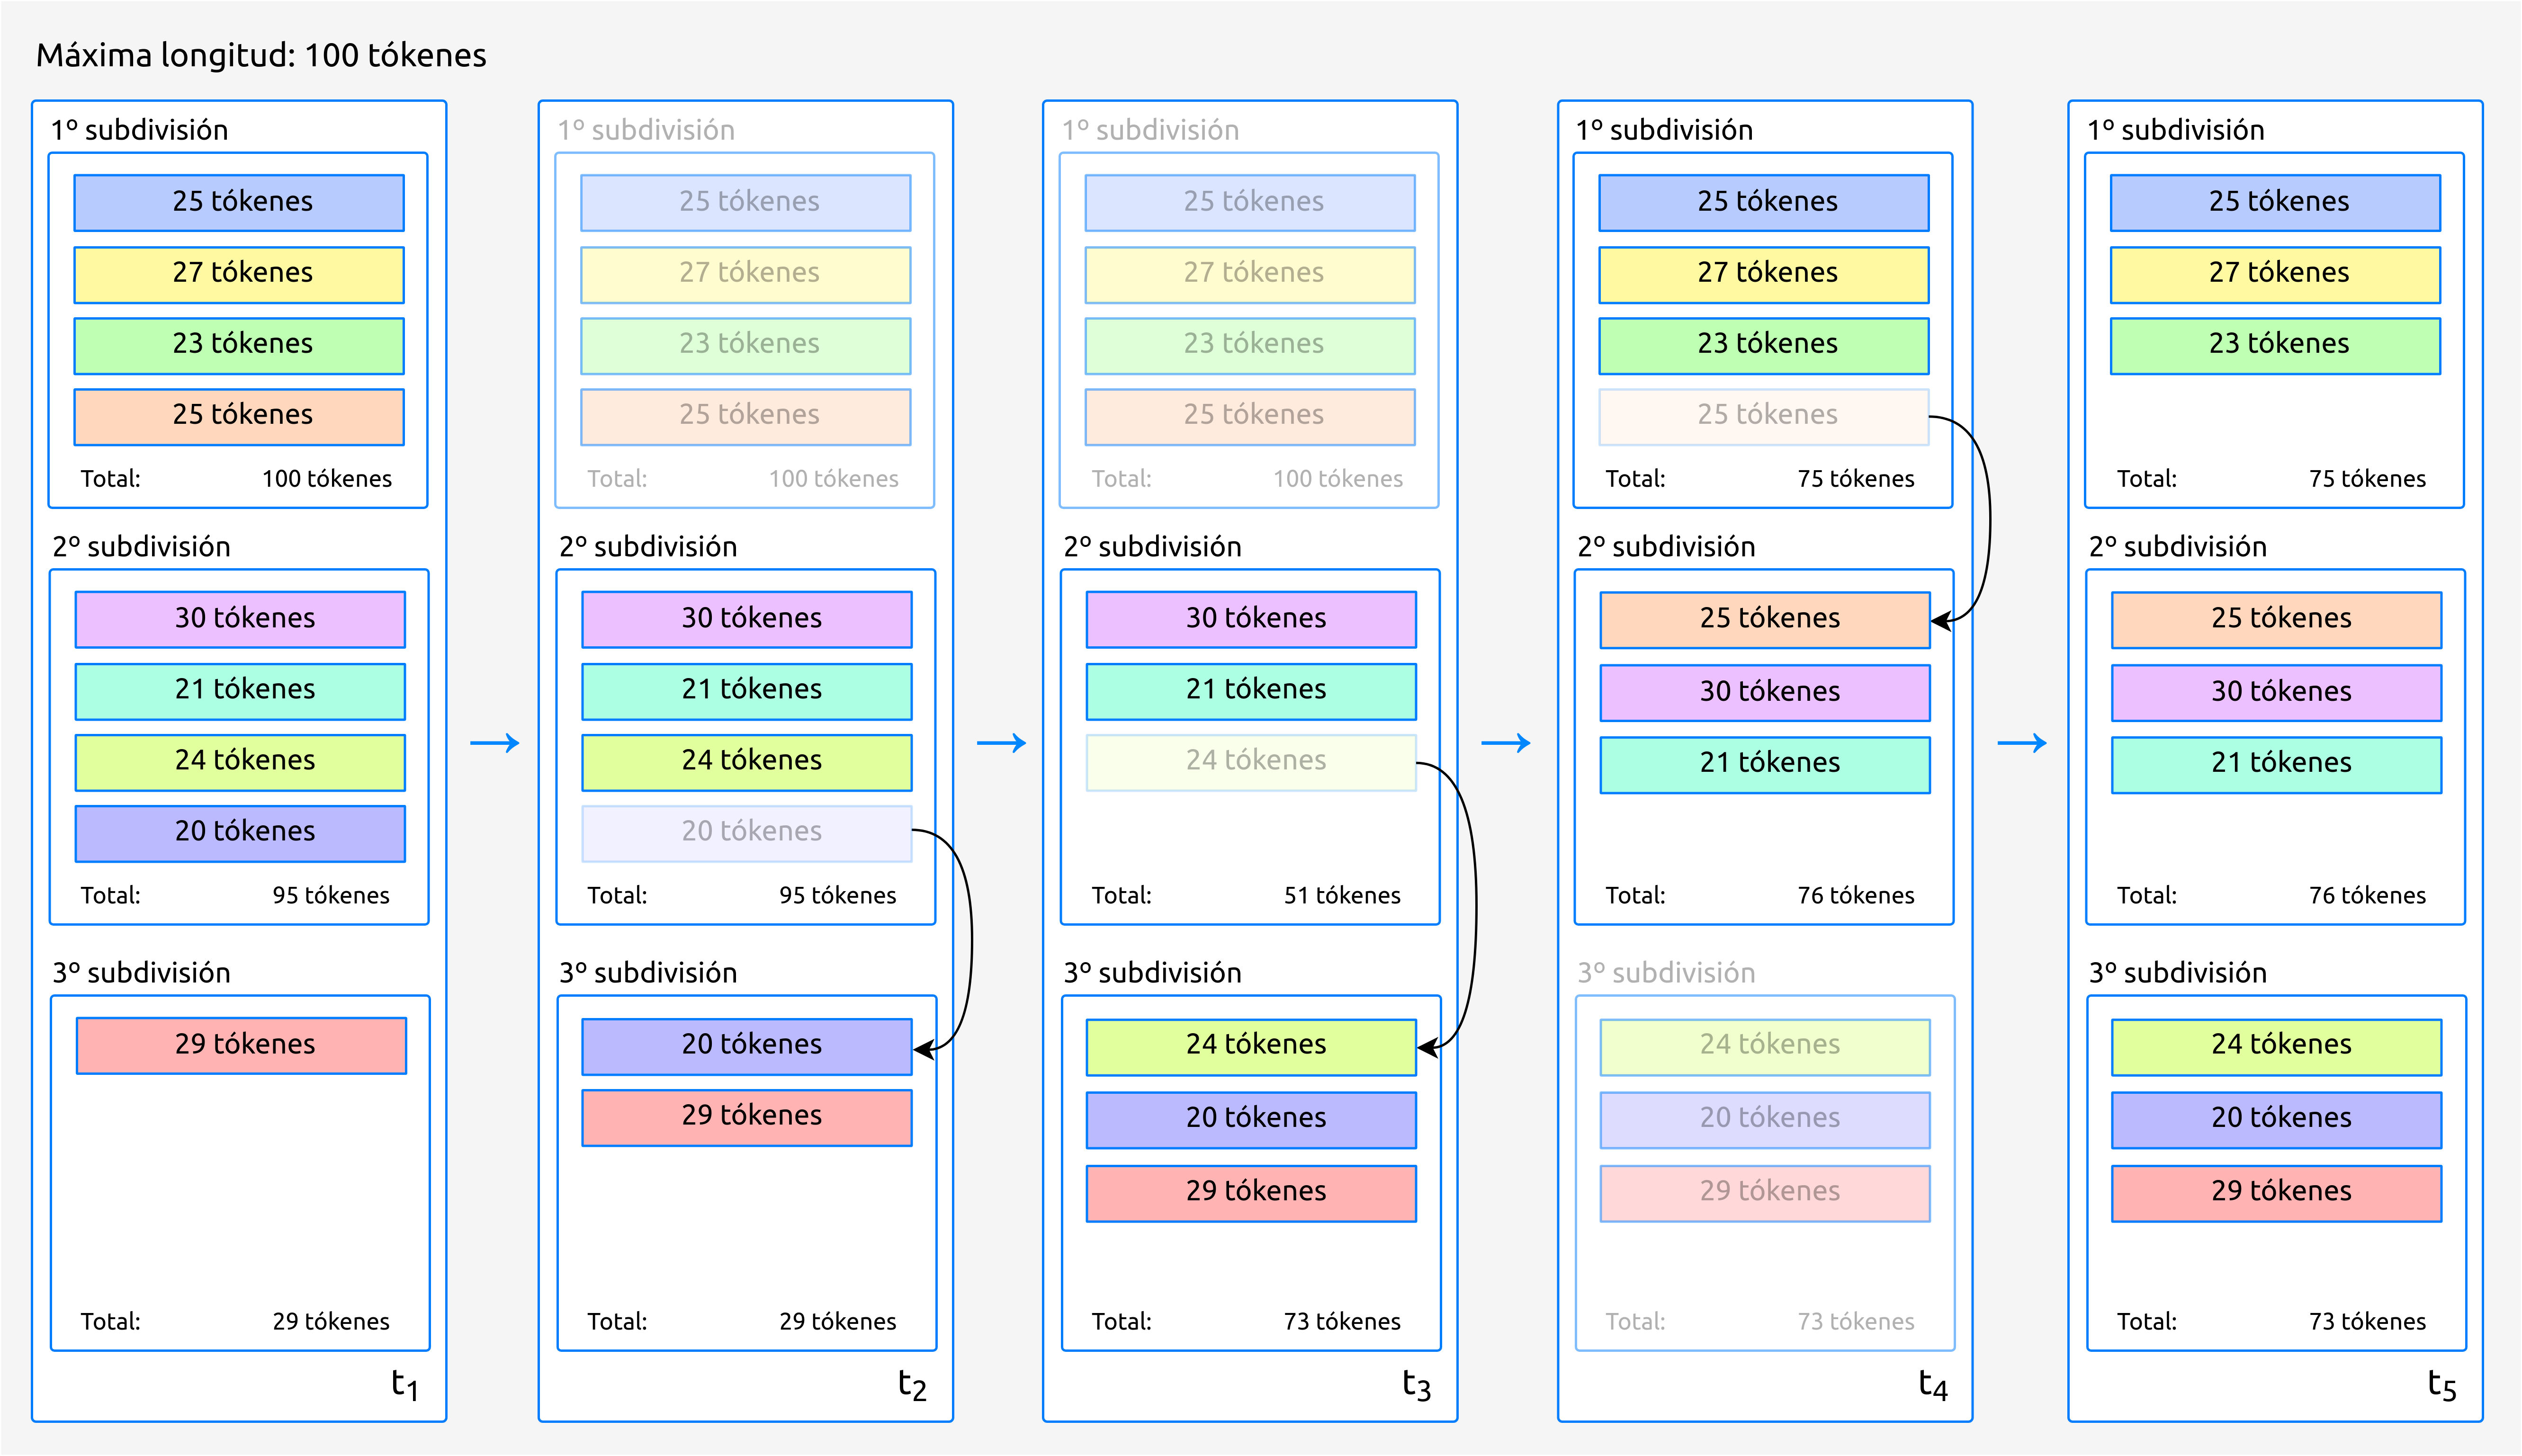 Máxima longitud: 100 tókenes
1º subdivisión
25 tókenes
27 tókenes
23 tókenes
25 tókenes
Total: 100 tókenes
2º subdivisión
30 tókenes
21 tókenes
24 tókenes
20 tókenes
Total: 95 tókenes
3º subdivisión
29 tókenes
Total: 29 tókenes
t1
1º subdivisión
25 tókenes
27 tókenes
23 tókenes
25 tókenes
Total: 100 tókenes
2º subdivisión
30 tókenes
21 tókenes
24 tókenes
20 tókenes
Total: 95 tókenes
3º subdivisión
20 tókenes
29 tókenes
Total: 29 tókenes
t2
1º subdivisión
25 tókenes
27 tókenes
23 tókenes
25 tókenes
Total: 100 tókenes
2º subdivisión
30 tókenes
21 tókenes
24 tókenes
Total: 51 tókenes
3º subdivisión
24 tókenes
20 tókenes
29 tókenes
Total: 73 tókenes
t3
1º subdivisión
25 tókenes
27 tókenes
23 tókenes
25 tókenes
Total: 75 tókenes
2º subdivisión
25 tókenes
30 tókenes
21 tókenes
Total: 76 tókenes
3º subdivisión
24 tókenes
20 tókenes
29 tókenes
Total: 73 tókenes
t4
1º subdivisión
25 tókenes
27 tókenes
23 tókenes
Total: 75 tókenes
2º subdivisión
25 tókenes
30 tókenes
21 tókenes
Total: 76 tókenes
3º subdivisión
24 tókenes
20 tókenes
29 tókenes
Total: 73 tókenes
t5